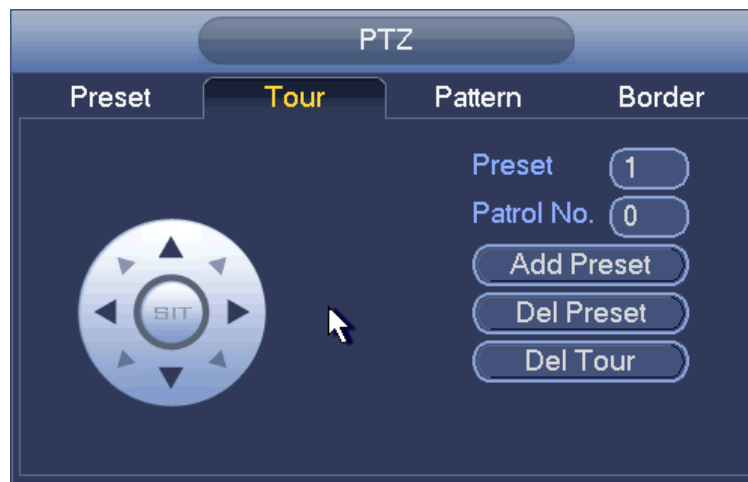 PTZ
Preset Tour Pattern Border
Preset 1
Patrol No. 0
SIT
Add Preset
Del Preset
Del Tour